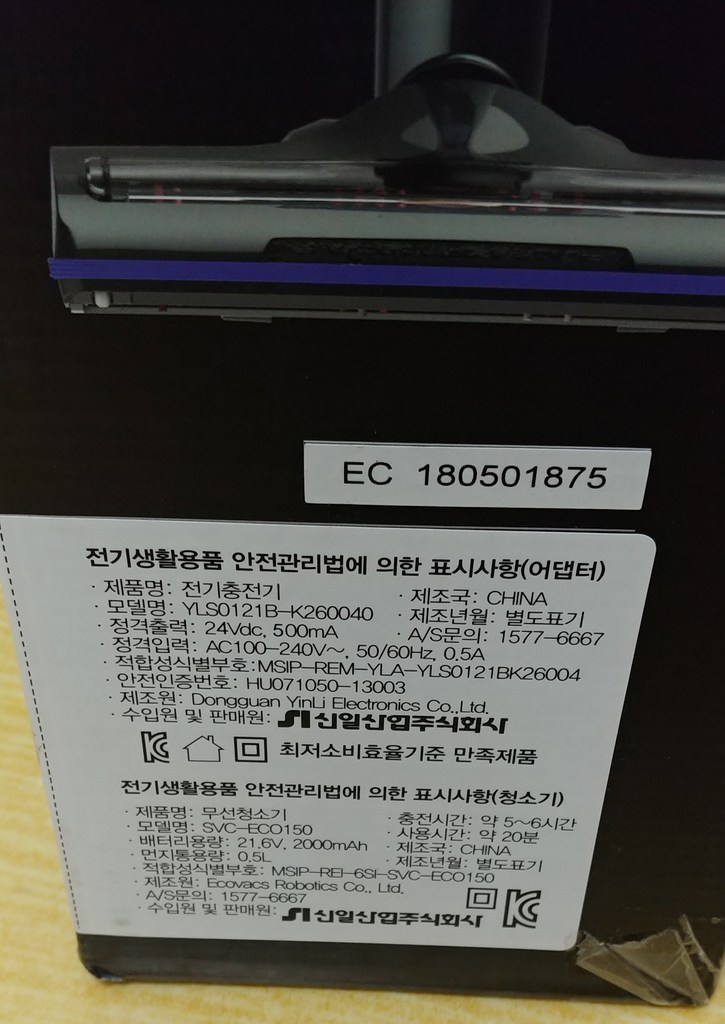 EC 180501875
전기생활용품 안전관리법에 의한 표시사항(어댑터)
· 제품명: 전기충전기 · 제조국: CHINA
· 모델명: YLS0121B-K260040 · 제조년월: 별도표기
· 정격출력: 24Vdc, 500mA · A/S문의: 1577-6667
· 정격입력: AC100-240V~, 50/60Hz, 0.5A
· 적합성식별부호:MSIP-REM-YLA-YLS0121BK26004
· 안전인증번호: HU071050-13003
· 제조원: Dongguan YinLi Electronics Co.,Ltd.
· 수입원 및 판매원: SI 신일산업주식회사
최저소비효율기준 만족제품
전기생활용품 안전관리법에 의한 표시사항(청소기)
· 제품명: 무선청소기 · 충전시간: 약 5~6시간
· 모델명: SVC-ECO150 · 사용시간: 약 20분
· 배터리용량: 21.6V, 2000mAh · 제조국: CHINA
· 먼지통용량: 0.5L · 제조년월: 별도표기
· 적합성식별부호: MSIP-REI-6SI-SVC-ECO150
· 제조원: Ecovacs Robotics Co., Ltd.
· A/S문의: 1577-6667
· 수입원 및 판매원: SI 신일산업주식회사